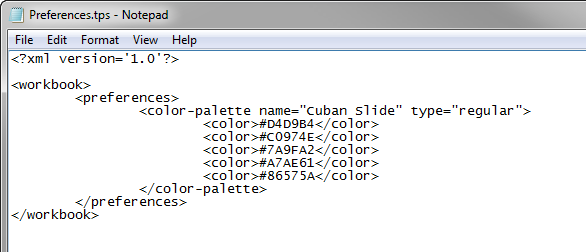 Preferences.tps - Notepad
File Edit Format View Help
<?xml version='1.0'?>
<workbook>
<preferences>
<color-palette name="Cuban Slide" type="regular">
<color>#D4D9B4</color>
<color>#C0974E</color>
<color>#7A9FA2</color>
<color>#A7AE61</color>
<color>#86575A</color>
</color-palette>
</preferences>
</workbook>